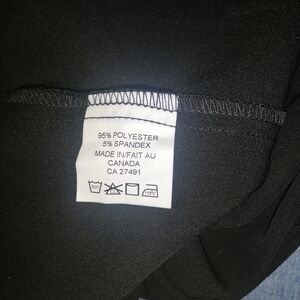 95% POLYESTER
5% SPANDEX
MADE IN/FAIT AU
CANADA
CA 27491